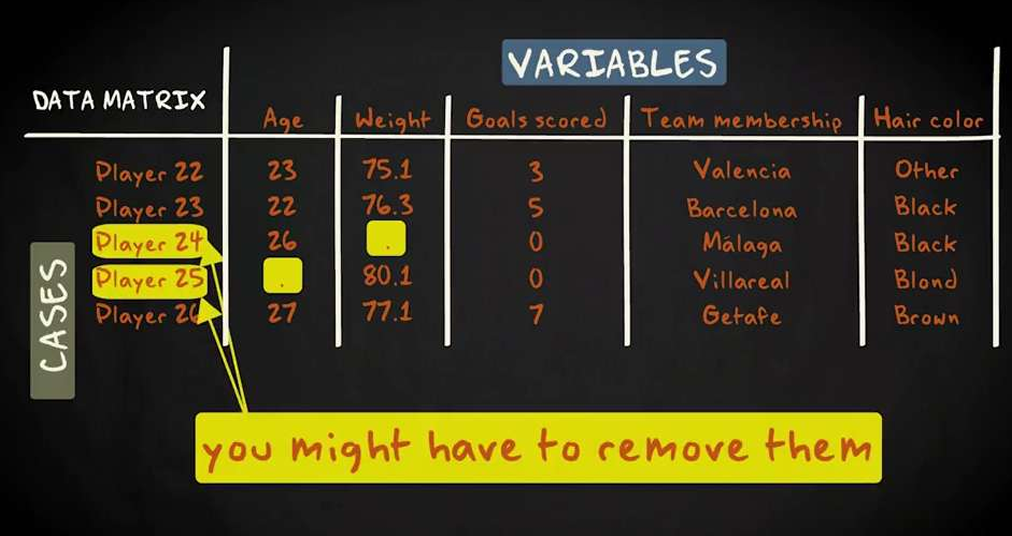 VARIABLES
DATA MATRIX
Age Weight Goals scored Team membership Hair color
Player 22 23 75.1 3 Valencia Other
Player 23 22 76.3 5 Barcelona Black
Player 24 26 . 0 Málaga Black
Player 25 . 80.1 0 Villareal Blond
Player 26 27 77.1 7 Getafe Brown
CASES
you might have to remove them